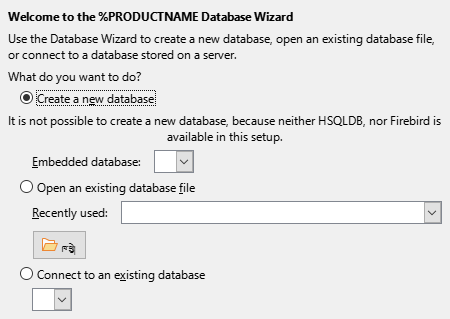 Welcome to the %PRODUCTNAME Database Wizard
Use the Database Wizard to create a new database, open an existing database file,
or connect to a database stored on a server.
What do you want to do?
Create a new database
It is not possible to create a new database, because neither HSQLDB, nor Firebird is
available in this setup.
Embedded database:
Open an existing database file
Recently used:
Connect to an existing database